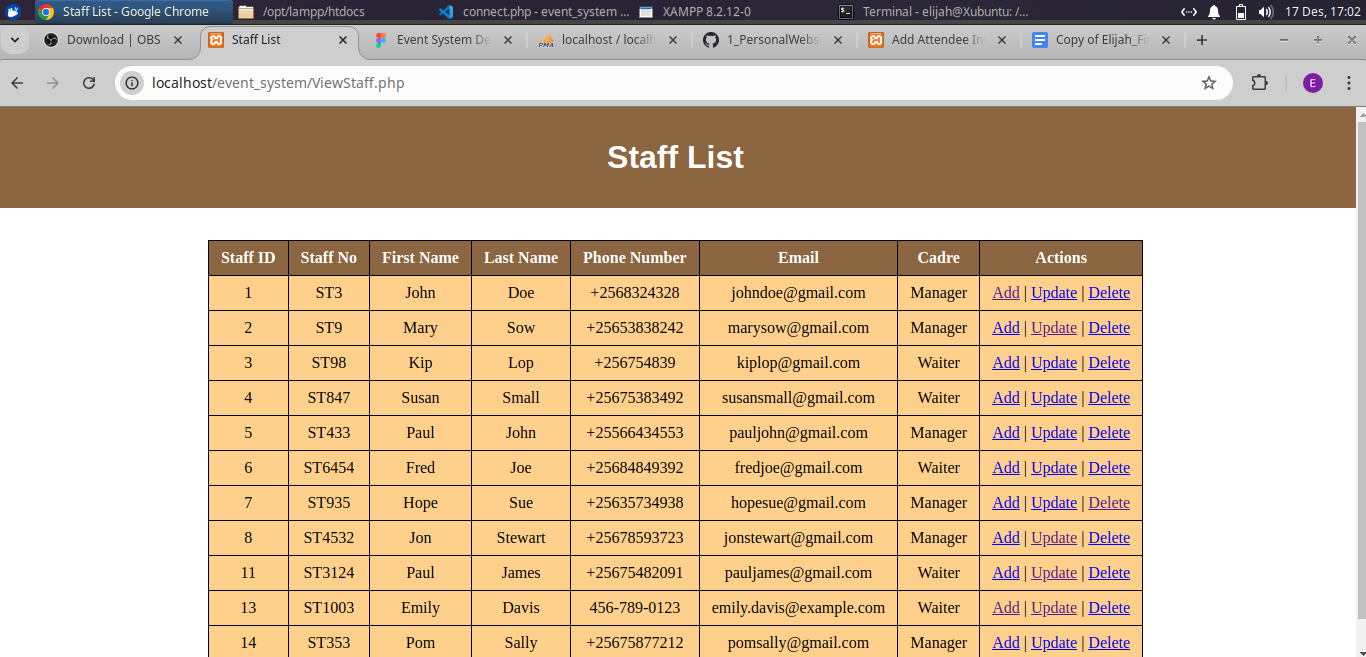 Staff List - Google Chrome /opt/lampp/htdocs connect.php - event_system ... XAMPP 8.2.12-0 Terminal - elijah@Xubuntu: /... 17 Des, 17:02
Download | OBS Staff List Event System De localhost / localh 1_PersonalWebs Add Attendee In Copy of Elijah_Fi
localhost/event_system/ViewStaff.php E
Staff List
Staff ID Staff No First Name Last Name Phone Number Email Cadre Actions
1 ST3 John Doe +2568324328 johndoe@gmail.com Manager Add | Update | Delete
2 ST9 Mary Sow +25653838242 marysow@gmail.com Manager Add | Update | Delete
3 ST98 Kip Lop +256754839 kiplop@gmail.com Waiter Add | Update | Delete
4 ST847 Susan Small +25675383492 susansmall@gmail.com Waiter Add | Update | Delete
5 ST433 Paul John +25566434553 pauljohn@gmail.com Manager Add | Update | Delete
6 ST6454 Fred Joe +25684849392 fredjoe@gmail.com Waiter Add | Update | Delete
7 ST935 Hope Sue +25635734938 hopesue@gmail.com Manager Add | Update | Delete
8 ST4532 Jon Stewart +25678593723 jonstewart@gmail.com Manager Add | Update | Delete
11 ST3124 Paul James +25675482091 pauljames@gmail.com Waiter Add | Update | Delete
13 ST1003 Emily Davis 456-789-0123 emily.davis@example.com Waiter Add | Update | Delete
14 ST353 Pom Sally +25675877212 pomsally@gmail.com Manager Add | Update | Delete